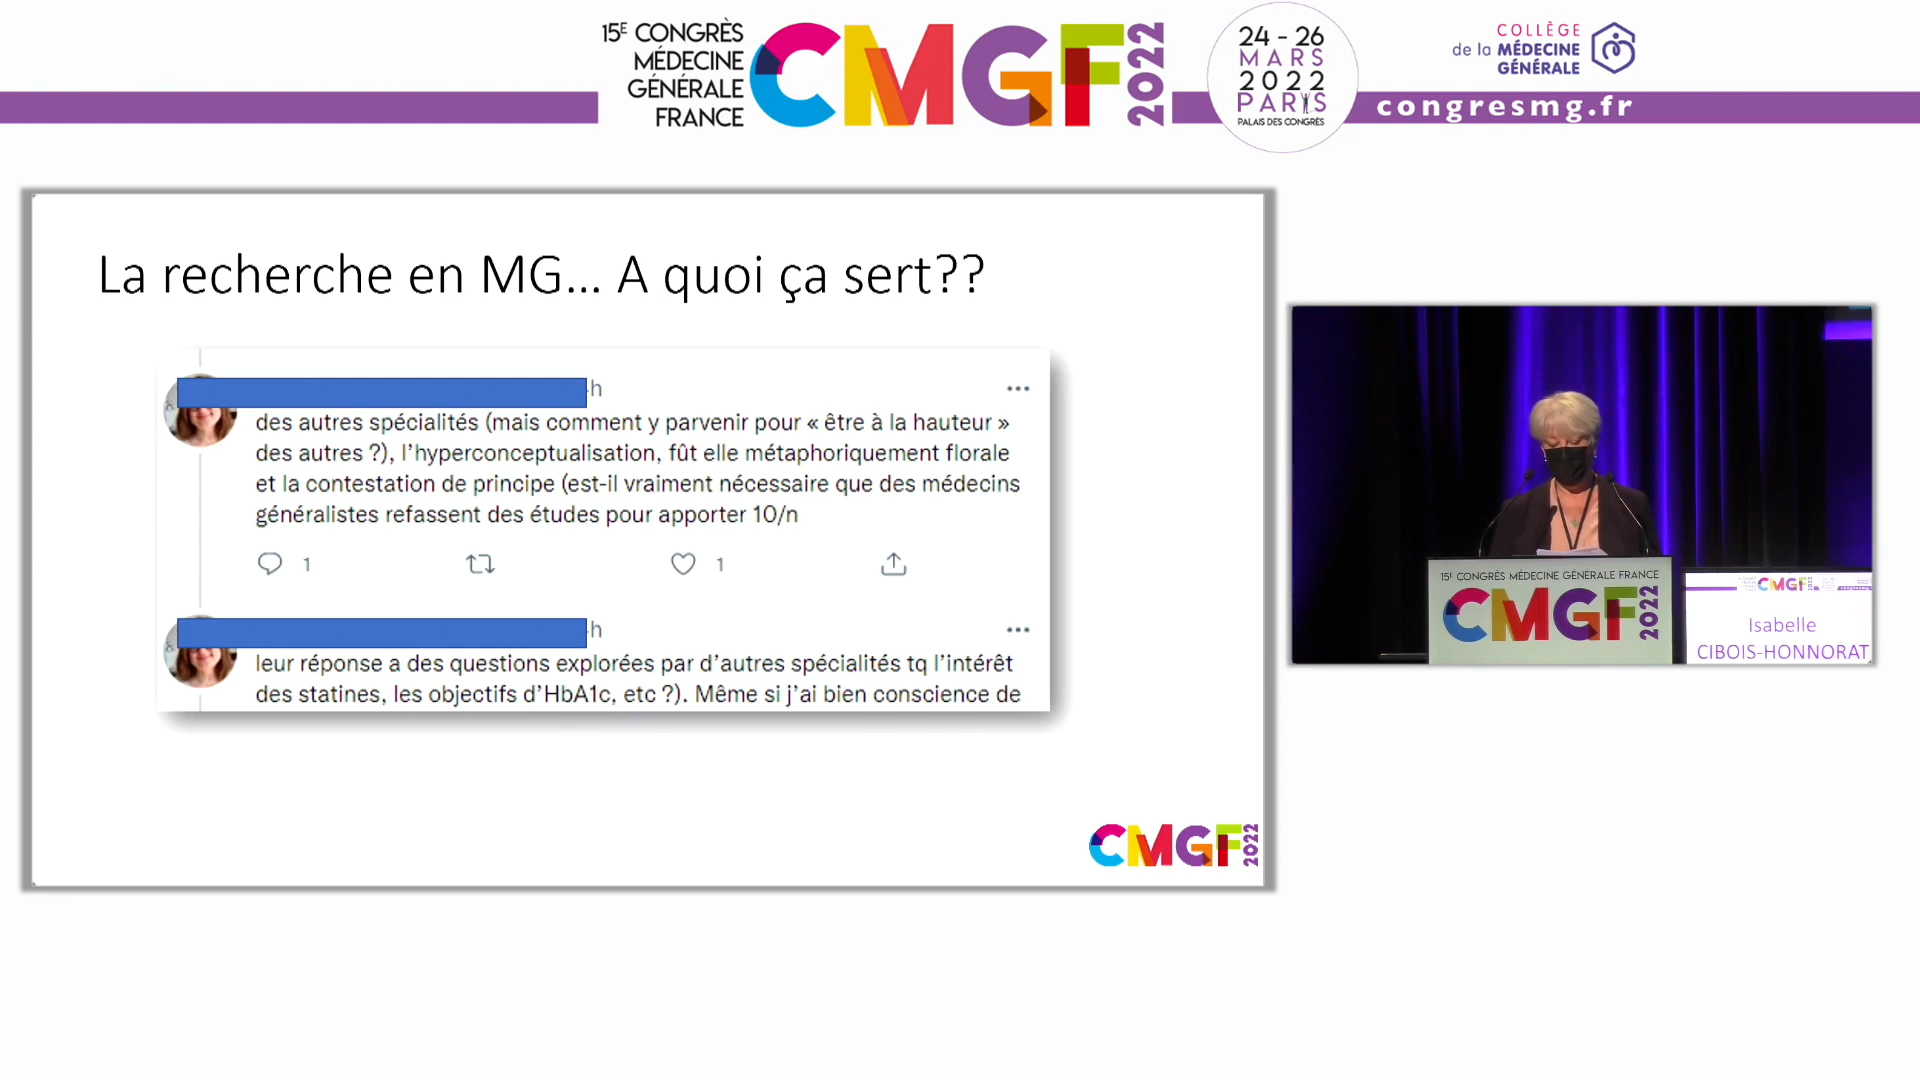 15E CONGRÈS
MÉDECINE
GÉNÉRALE
FRANCE
CMGF
2022
24 - 26
MARS
2022
PARIS
PALAIS DES CONGRÈS
COLLÈGE
de la MÉDECINE
GÉNÉRALE
congresmg.fr
La recherche en MG... A quoi ça sert??
h
des autres spécialités (mais comment y parvenir pour « être à la hauteur »
des autres ?), l'hyperconceptualisation, fût elle métaphoriquement florale
et la contestation de principe (est-il vraiment nécessaire que des médecins
généralistes refassent des études pour apporter 10/n
1
1
h
leur réponse a des questions explorées par d'autres spécialités tq l'intérêt
des statines, les objectifs d'HbA1c, etc ?). Même si j'ai bien conscience de
CMGF
2022
15E CONGRÈS MÉDECINE GÉNÉRALE FRANCE
CMGF
2022
CMGF
Isabelle
CIBOIS-HONNORAT